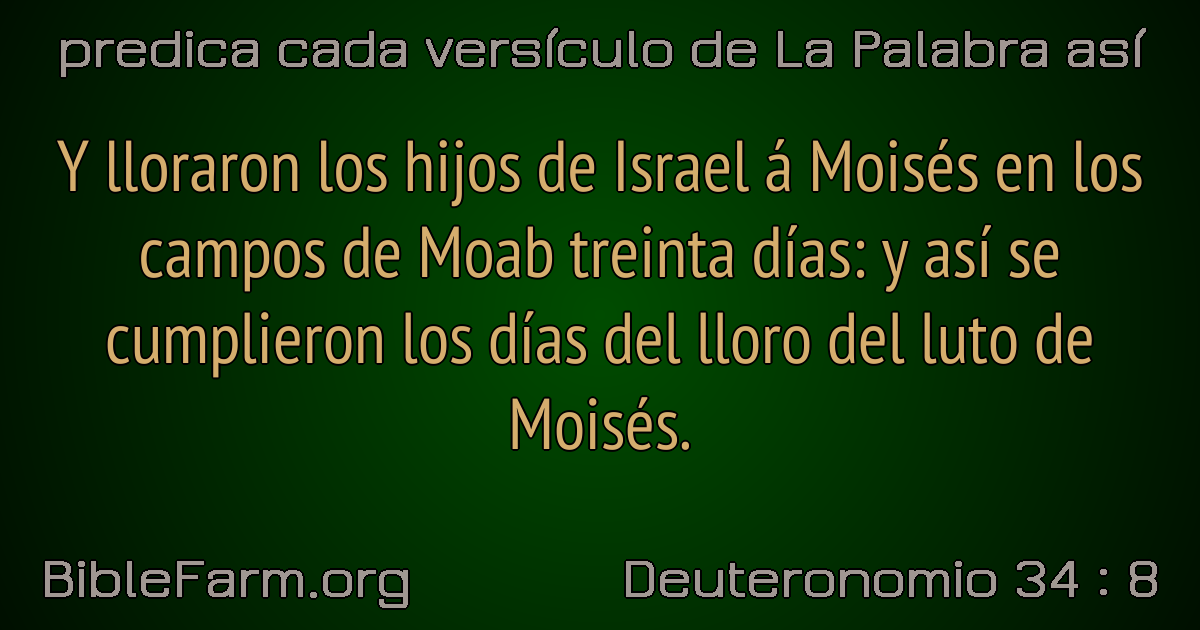 predica cada versículo de La Palabra así
Y lloraron los hijos de Israel á Moisés en los
campos de Moab treinta días: y así se
cumplieron los días del lloro del luto de
Moisés.
BibleFarm.org
Deuteronomio 34 : 8